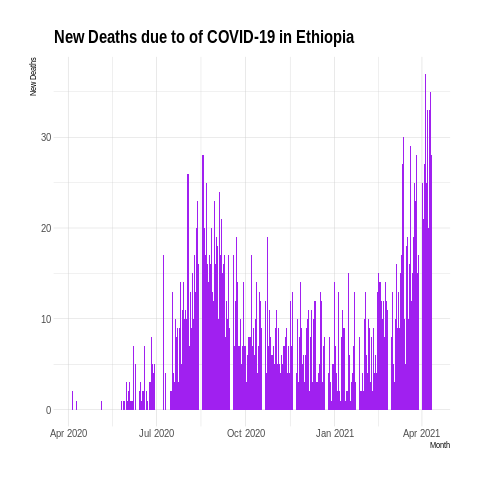 New Deaths due to of COVID-19 in Ethiopia
New Deaths
30
20
10
0
Apr 2020 Jul 2020 Oct 2020 Jan 2021 Apr 2021
Month